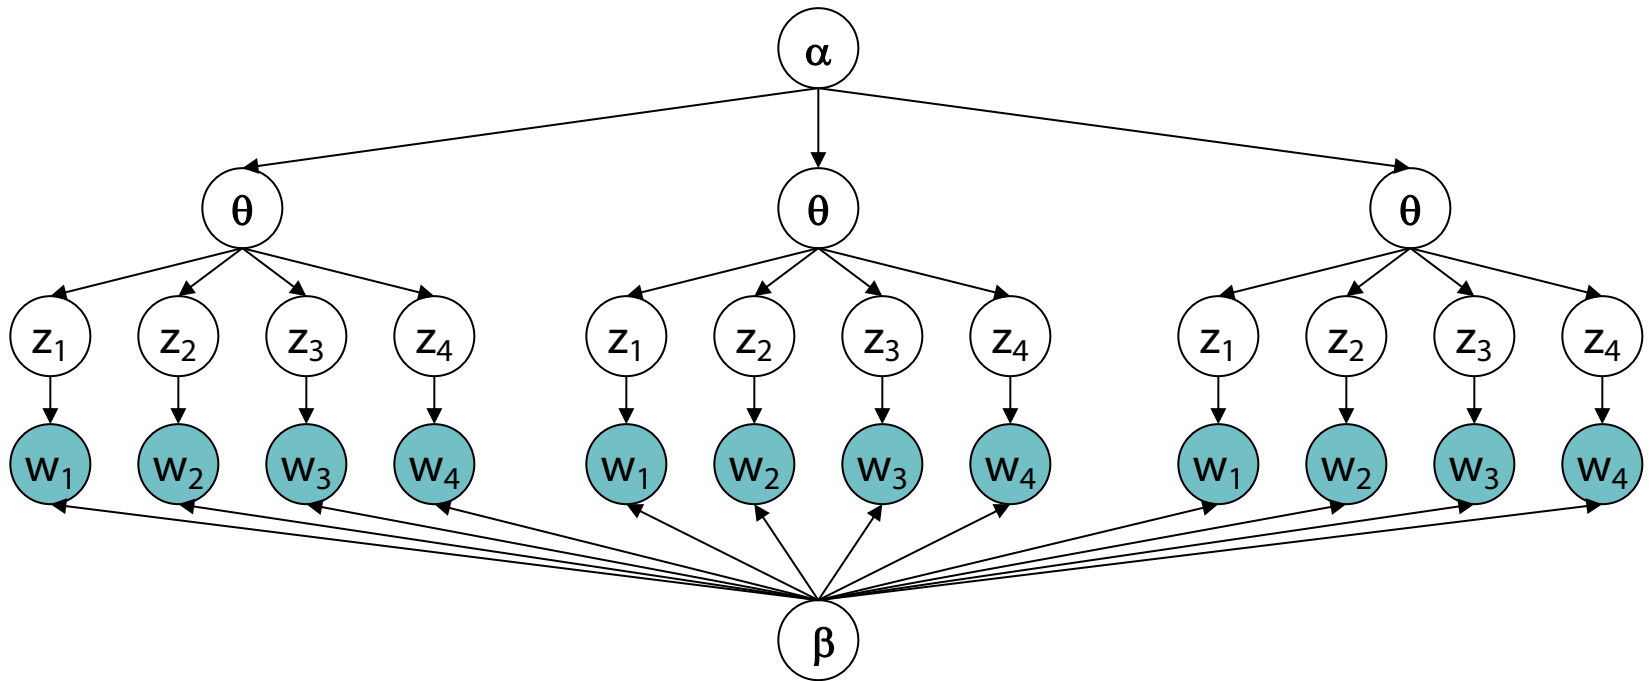 α
θ θ θ
z₁ z₂ z₃ z₄ z₁ z₂ z₃ z₄ z₁ z₂ z₃ z₄
w₁ w₂ w₃ w₄ w₁ w₂ w₃ w₄ w₁ w₂ w₃ w₄
β